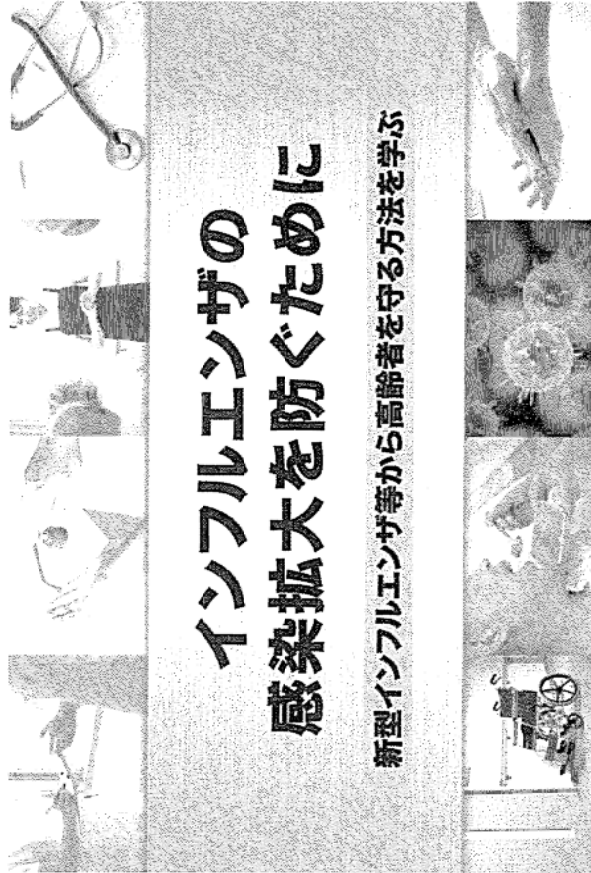 インフルエンザの
感染拡大を防ぐために
新型インフルエンザ等から高齢者を守る方法を学ぶ